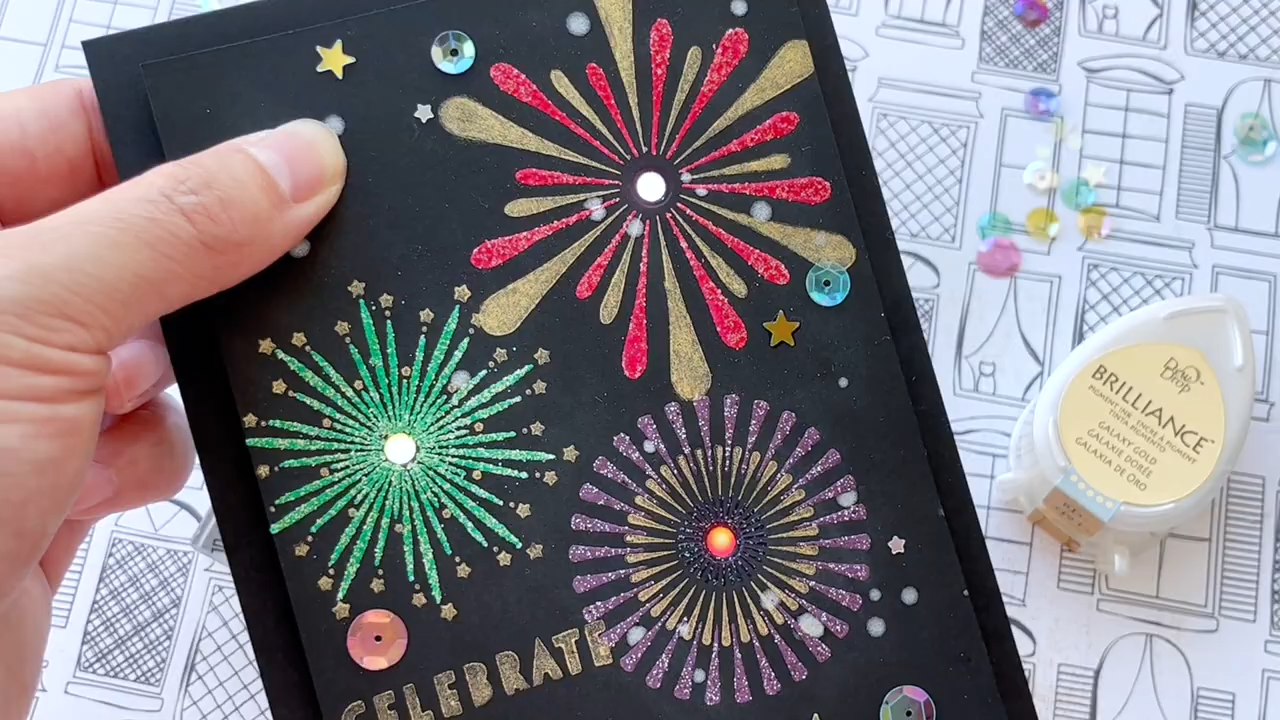 CELEBRATE
Dew
Drop
BRILLIANCE
PIGMENT INK ENCRE À PIGMENT
TINTA PIGMENTO
GALAXY GOLD
GALAXIE DORÉE
GALAXIA DE ORO